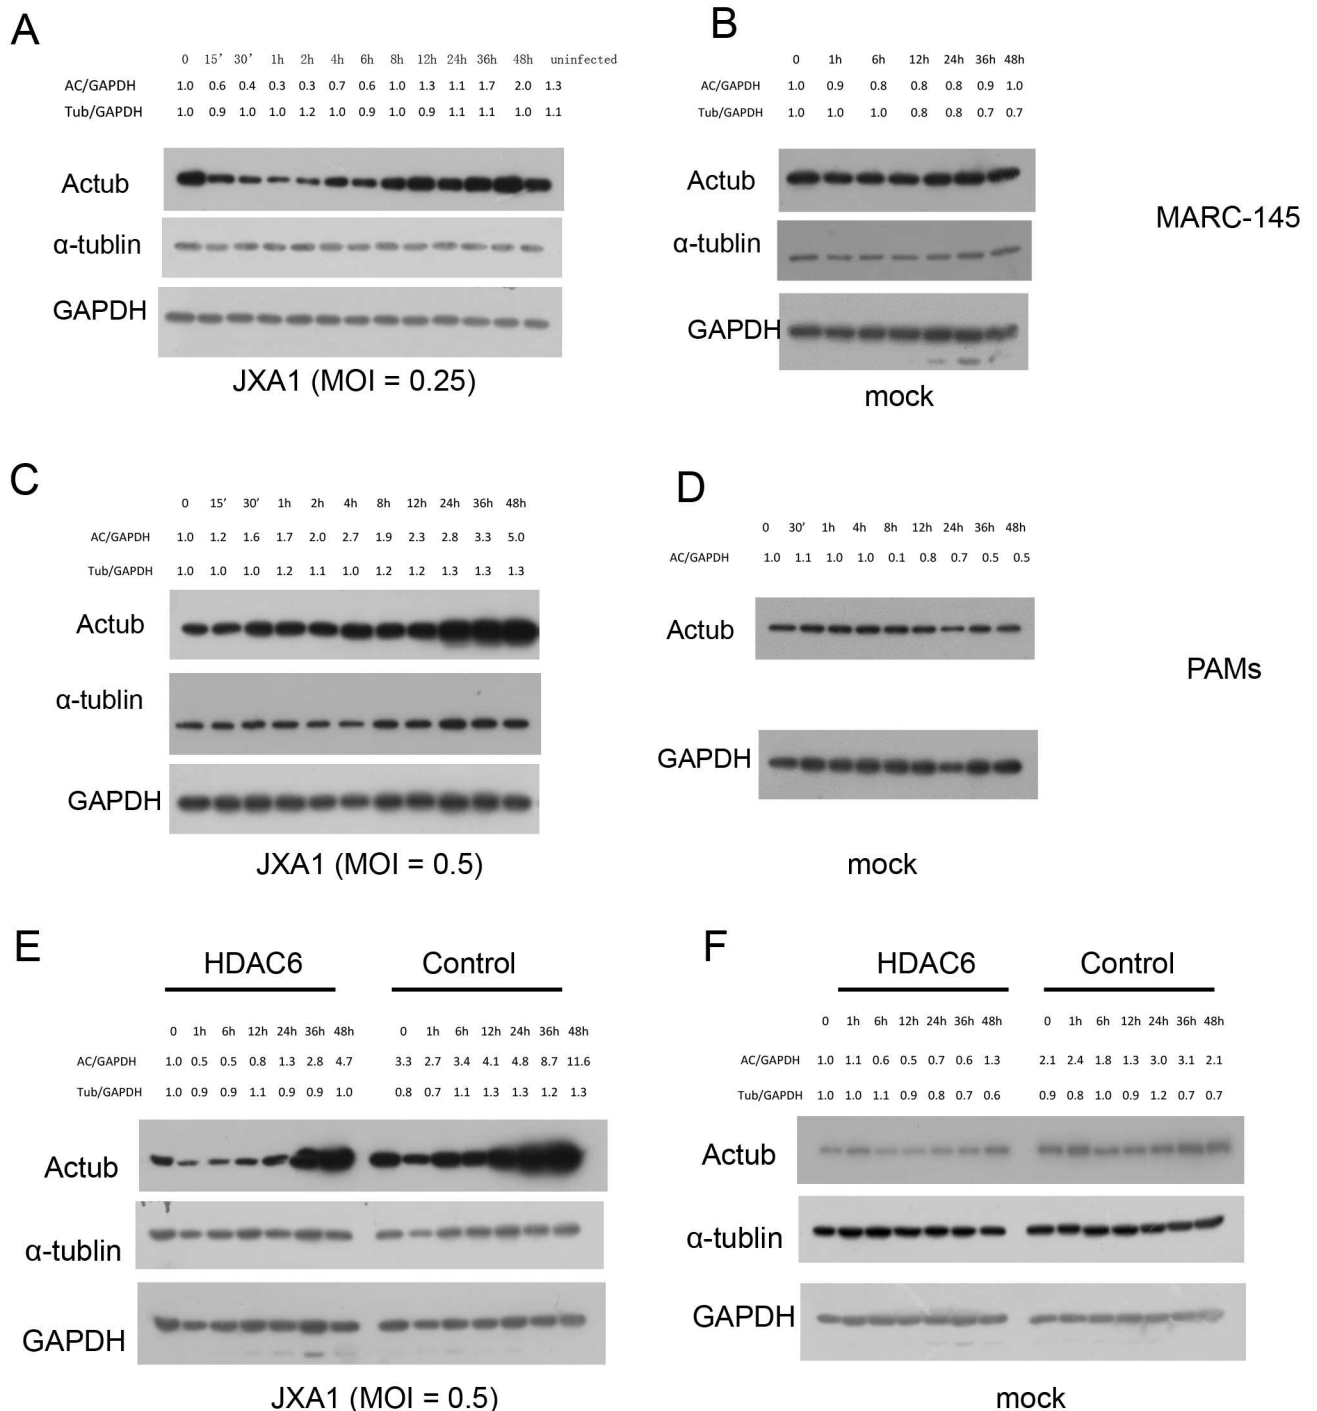 A
0 15' 30' 1h 2h 4h 6h 8h 12h 24h 36h 48h uninfected
AC/GAPDH 1.0 0.6 0.4 0.3 0.3 0.7 0.6 1.0 1.3 1.1 1.7 2.0 1.3
Tub/GAPDH 1.0 0.9 1.0 1.0 1.2 1.0 0.9 1.0 0.9 1.1 1.1 1.0 1.1
Actub
α-tublin
GAPDH
JXA1 (MOI = 0.25)
B
0 1h 6h 12h 24h 36h 48h
AC/GAPDH 1.0 0.9 0.8 0.8 0.8 0.9 1.0
Tub/GAPDH 1.0 1.0 1.0 0.8 0.8 0.7 0.7
Actub
α-tublin
GAPDH
mock
MARC-145
C
0 15' 30' 1h 2h 4h 8h 12h 24h 36h 48h
AC/GAPDH 1.0 1.2 1.6 1.7 2.0 2.7 1.9 2.3 2.8 3.3 5.0
Tub/GAPDH 1.0 1.0 1.0 1.2 1.1 1.0 1.2 1.2 1.3 1.3 1.3
Actub
α-tublin
GAPDH
JXA1 (MOI = 0.5)
D
0 30' 1h 4h 8h 12h 24h 36h 48h
AC/GAPDH 1.0 1.1 1.0 1.0 0.1 0.8 0.7 0.5 0.5
Actub
GAPDH
mock
PAMs
E
HDAC6 Control
0 1h 6h 12h 24h 36h 48h 0 1h 6h 12h 24h 36h 48h
AC/GAPDH 1.0 0.5 0.5 0.8 1.3 2.8 4.7 3.3 2.7 3.4 4.1 4.8 8.7 11.6
Tub/GAPDH 1.0 0.9 0.9 1.1 0.9 0.9 1.0 0.8 0.7 1.1 1.3 1.3 1.2 1.3
Actub
α-tublin
GAPDH
JXA1 (MOI = 0.5)
F
HDAC6 Control
0 1h 6h 12h 24h 36h 48h 0 1h 6h 12h 24h 36h 48h
AC/GAPDH 1.0 1.1 0.6 0.5 0.7 0.6 1.3 2.1 2.4 1.8 1.3 3.0 3.1 2.1
Tub/GAPDH 1.0 1.0 1.1 0.9 0.8 0.7 0.6 0.9 0.8 1.0 0.9 1.2 0.7 0.7
Actub
α-tublin
GAPDH
mock